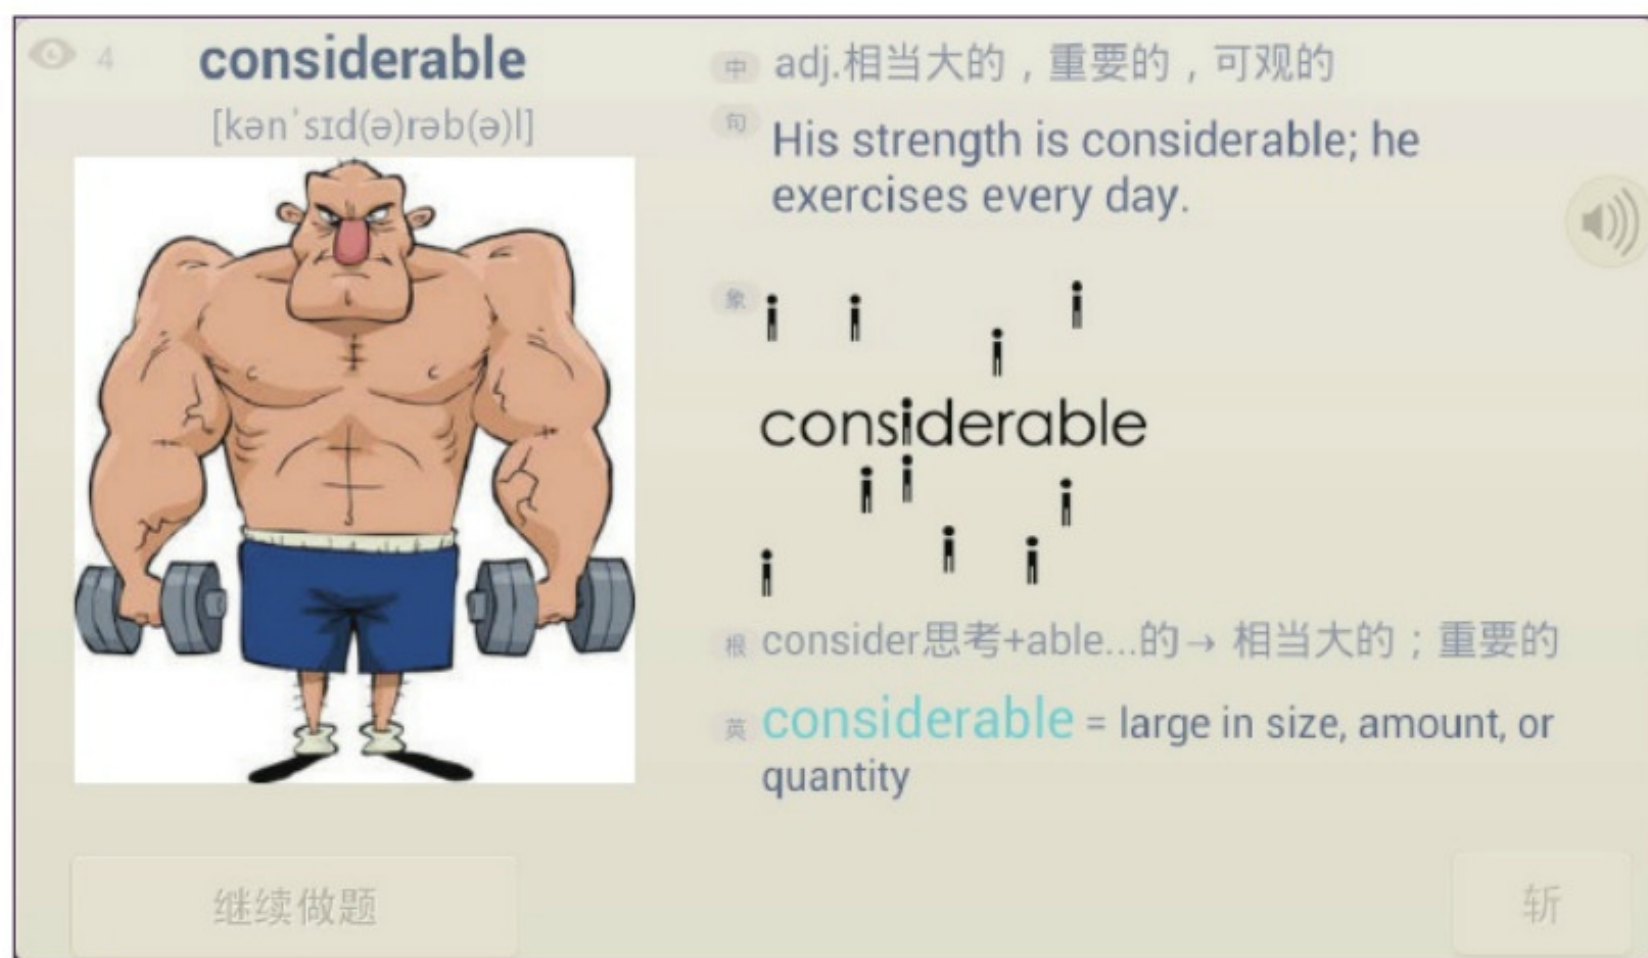 4
considerable
[kənˈsɪd(ə)rəb(ə)l]
中 adj.相当大的，重要的，可观的
句 His strength is considerable; he
exercises every day.
象
considerable
根 consider思考+able...的→ 相当大的；重要的
英 considerable = large in size, amount, or
quantity
继续做题
斩